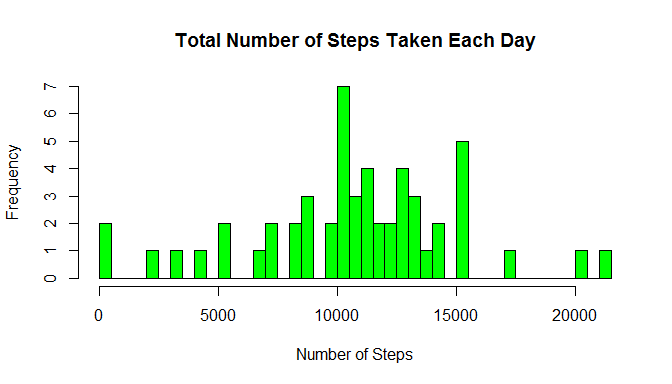 Total Number of Steps Taken Each Day
Frequency
7
6
5
4
3
2
1
0
0 5000 10000 15000 20000
Number of Steps